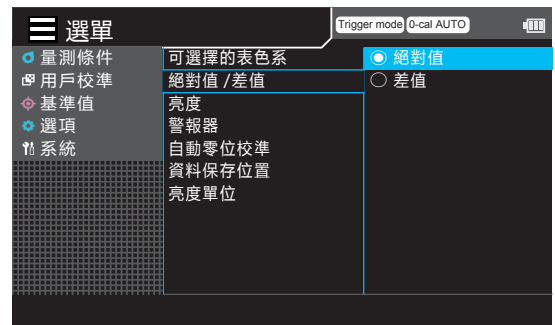 選單
Trigger mode 0-cal AUTO
量測條件
用戶校準
基準值
選項
系統
可選擇的表色系
絕對值 /差值
亮度
警報器
自動零位校準
資料保存位置
亮度單位
絕對值
差值